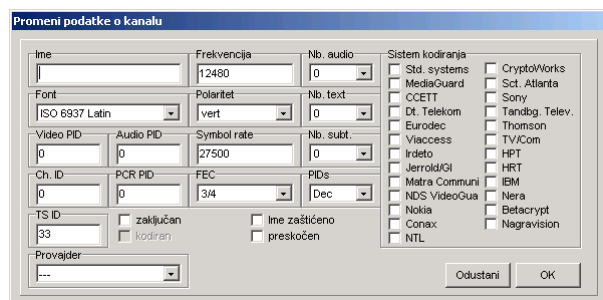 Promeni podatke o kanalu
Ime
Frekvencija
12480
Nb. audio
0
Font
ISO 6937 Latin
Polaritet
vert
Nb. text
0
Video PID
0
Audio PID
0
Symbol rate
27500
Nb. subt.
0
Ch. ID
0
PCR PID
0
FEC
3/4
PIDs
Dec
TS ID
33
zaključan
kodiran
Ime zaštićeno
preskočen
Provajder
---
Sistem kodiranja
Std. systems
MediaGuard
CCETT
Dt. Telekom
Eurodec
Viaccess
Irdeto
Jerrold/GI
Matra Communi
NDS VideoGua
Nokia
Conax
NTL
CryptoWorks
Sct. Atlanta
Sony
Tandbg. Telev.
Thomson
TV/Com
HPT
HRT
IBM
Nera
Betacrypt
Nagravision
Odustani
OK